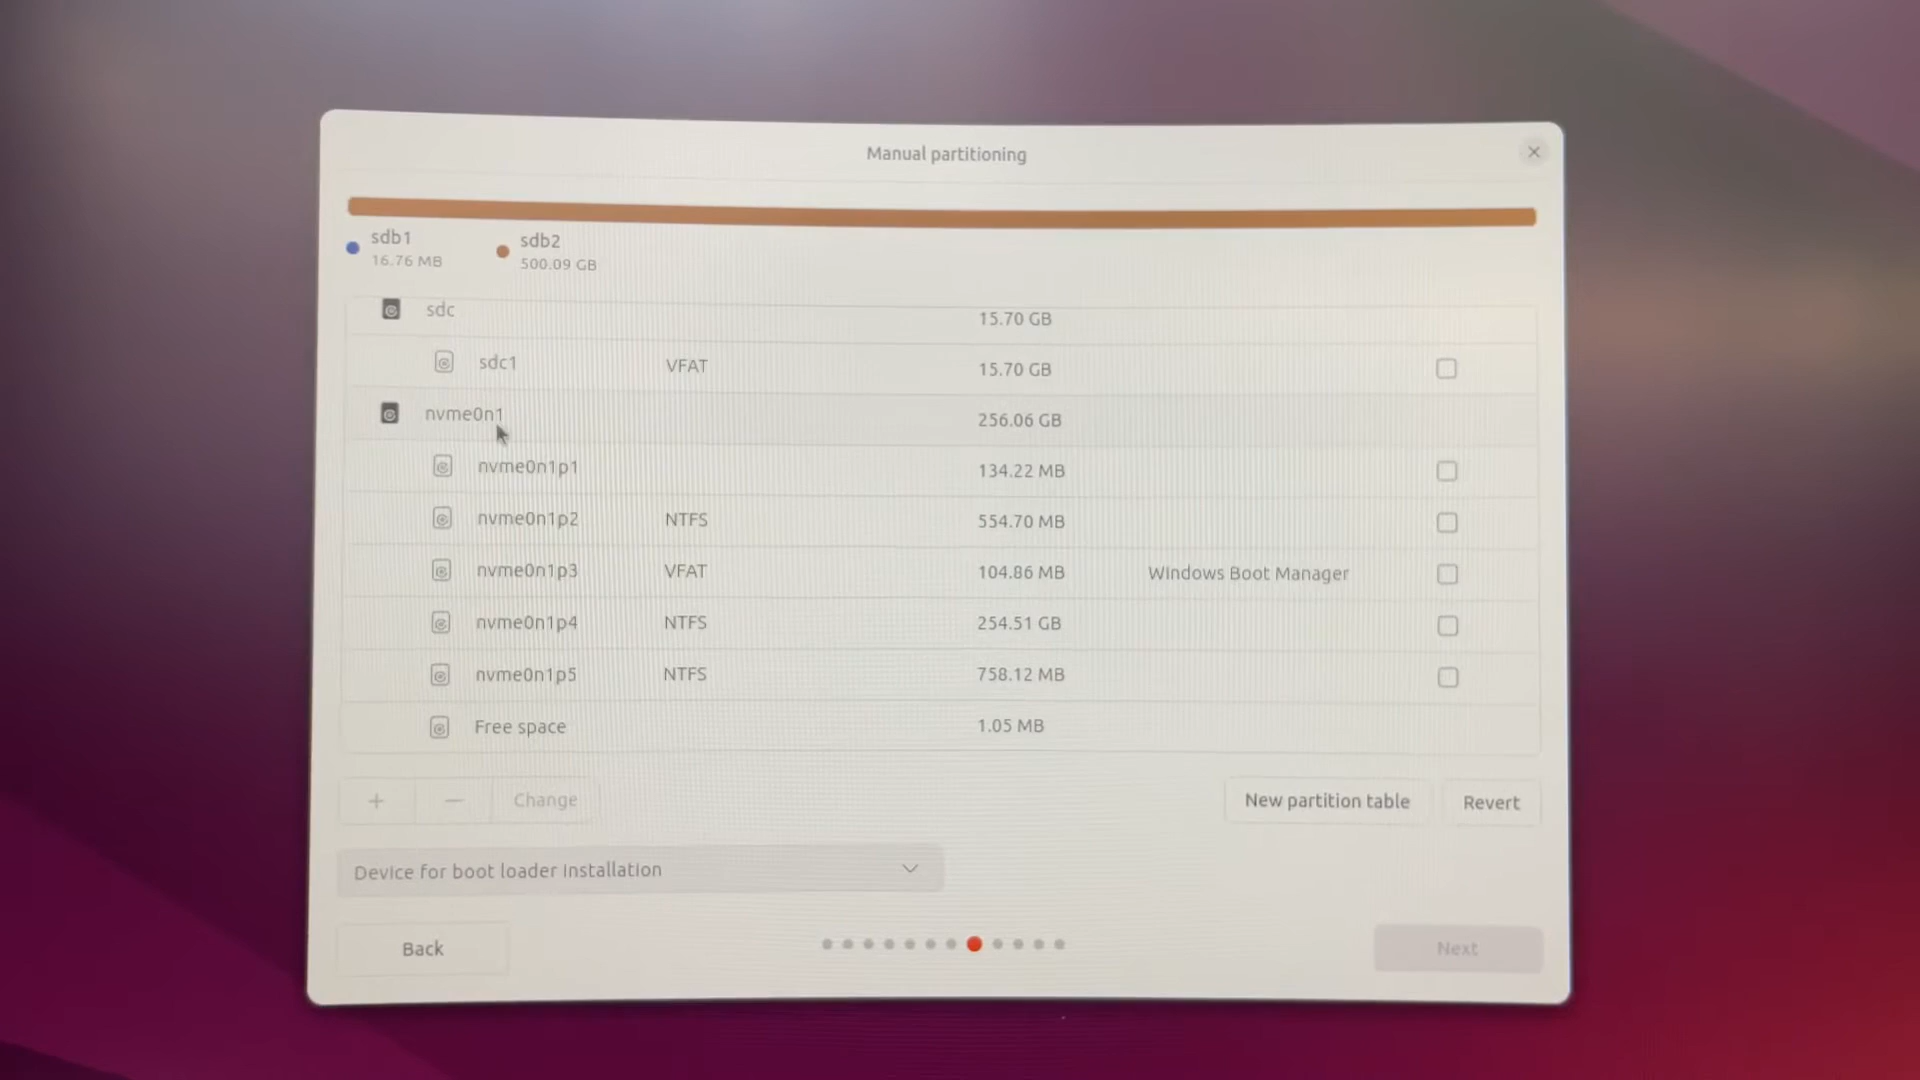 Manual partitioning
sdb1
16.76 MB
sdb2
500.09 GB
sdc 15.70 GB
sdc1 VFAT 15.70 GB
nvme0n1 256.06 GB
nvme0n1p1 134.22 MB
nvme0n1p2 NTFS 554.70 MB
nvme0n1p3 VFAT 104.86 MB Windows Boot Manager
nvme0n1p4 NTFS 254.51 GB
nvme0n1p5 NTFS 758.12 MB
Free space 1.05 MB
+ − Change New partition table Revert
Device for boot loader installation
Back Next